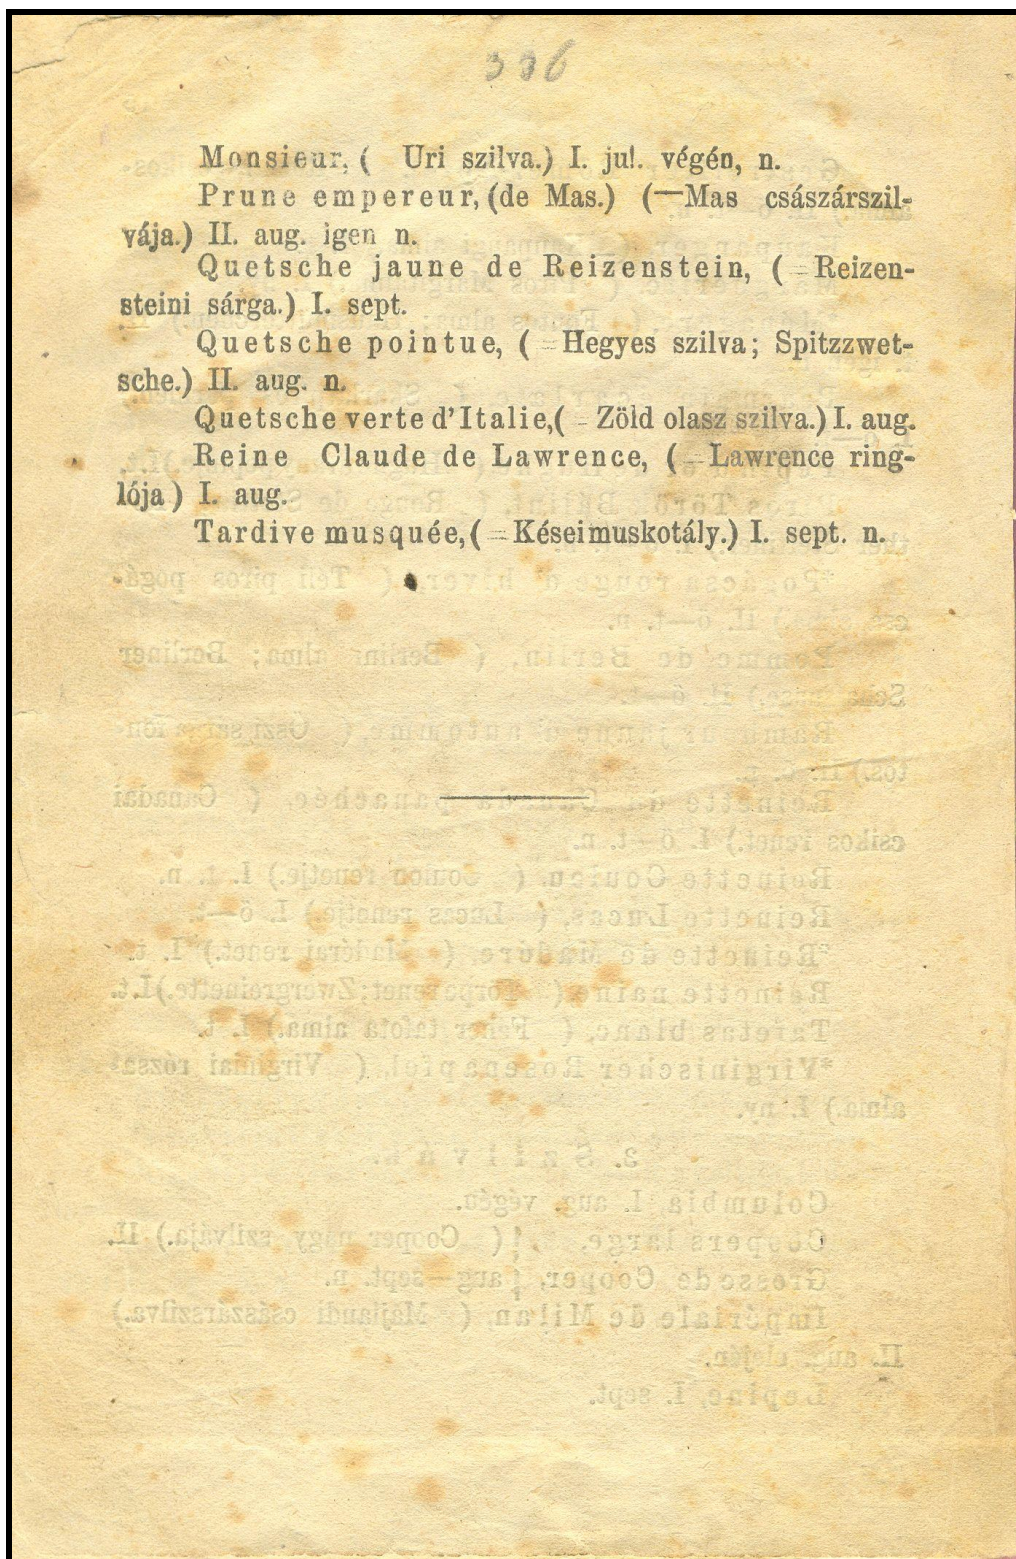 336
Monsieur, ( Uri szilva.) I. jul. végén, n.
Prune empereur, (de Mas.) (—Mas császárszil-
vája.) II. aug. igen n.
Quetsche jaune de Reizenstein, (=Reizen-
steini sárga.) I. sept.
Quetsche pointue, (=Hegyes szilva; Spitzzwet-
sche.) II. aug. n.
Quetsche verte d'Italie, (=Zöld olasz szilva.) I. aug.
Reine Claude de Lawrence, (=Lawrence ring-
lója) I. aug.
Tardive musquée, (=Késeimuskotály.) I. sept. n.